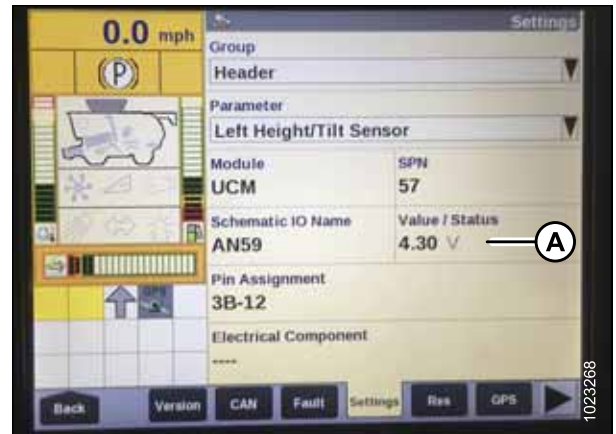 0.0 mph
Settings
(P)
Group
Header
Parameter
Left Height/Tilt Sensor
Module
UCM
SPN
57
Schematic IO Name
AN59
Value / Status
4.30 V
A
Pin Assignment
3B-12
Electrical Component
----
Back
Version
CAN
Fault
Settings
Res
GPS
1023268